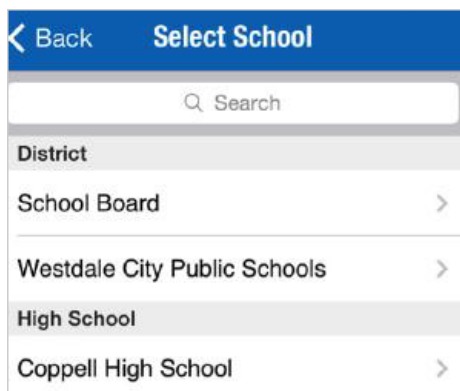 Back Select School
Search
District
School Board
Westdale City Public Schools
High School
Coppell High School